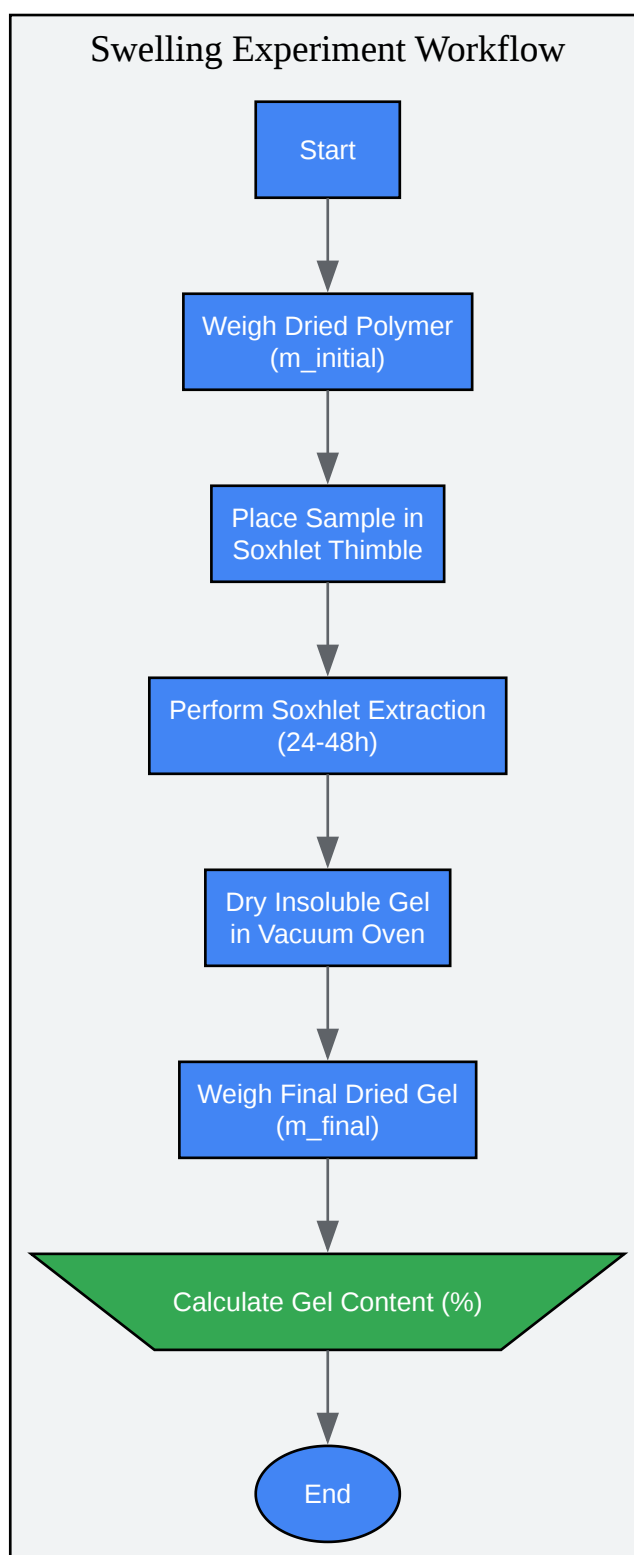 Swelling Experiment Workflow
Start
Weigh Dried Polymer
(m_initial)
Place Sample in
Soxhlet Thimble
Perform Soxhlet Extraction
(24-48h)
Dry Insoluble Gel
in Vacuum Oven
Weigh Final Dried Gel
(m_final)
Calculate Gel Content (%)
End